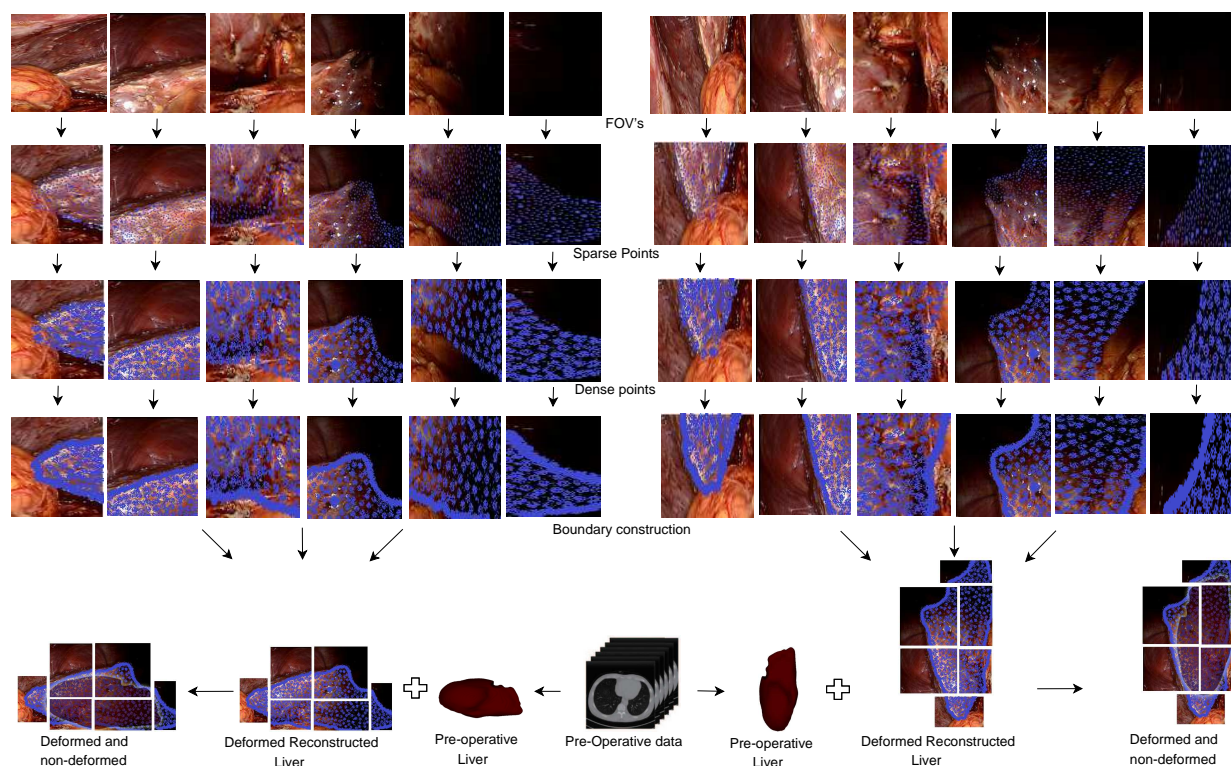 FOV's
Sparse Points
Dense points
Boundary construction
Deformed and
non-deformed
Deformed Reconstructed
Liver
Pre-operative
Liver
Pre-Operative data
Pre-operative
Liver
Deformed Reconstructed
Liver
Deformed and
non-deformed